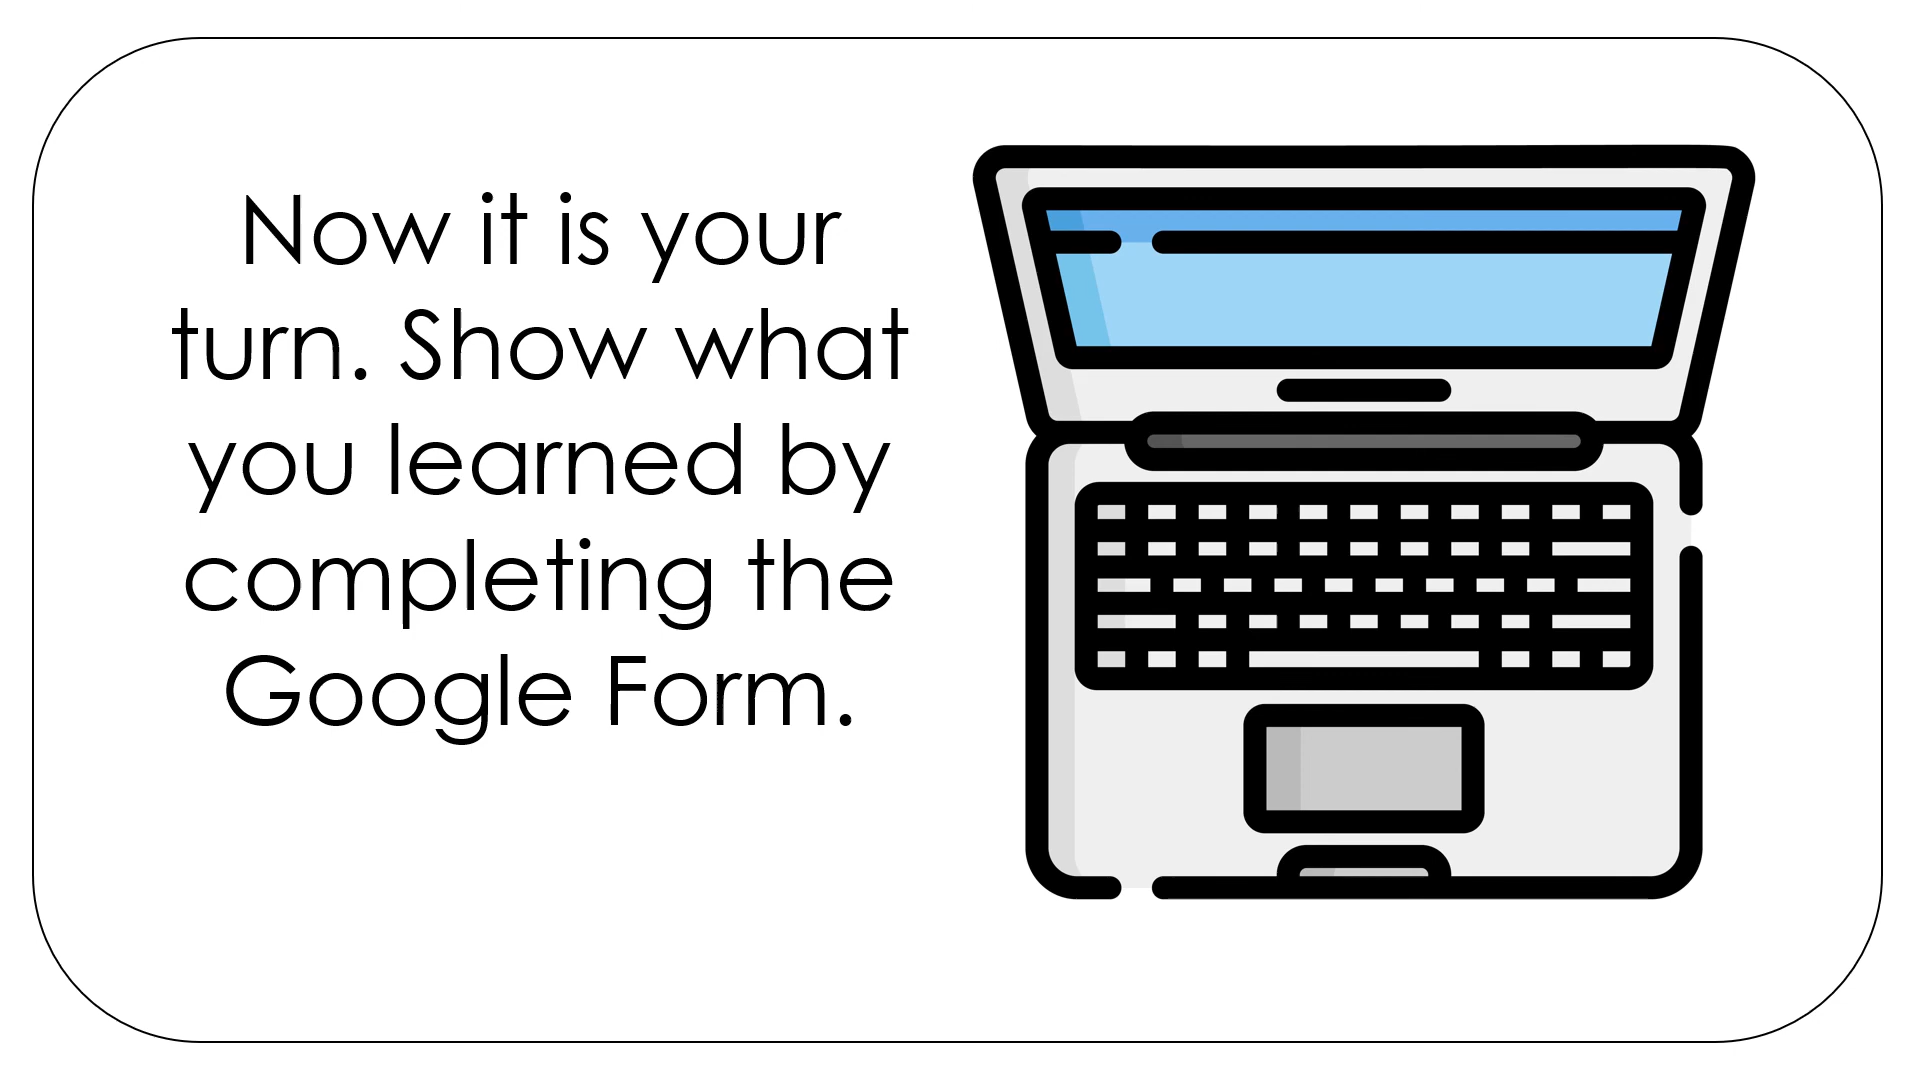 Now it is your
turn. Show what
you learned by
completing the
Google Form.